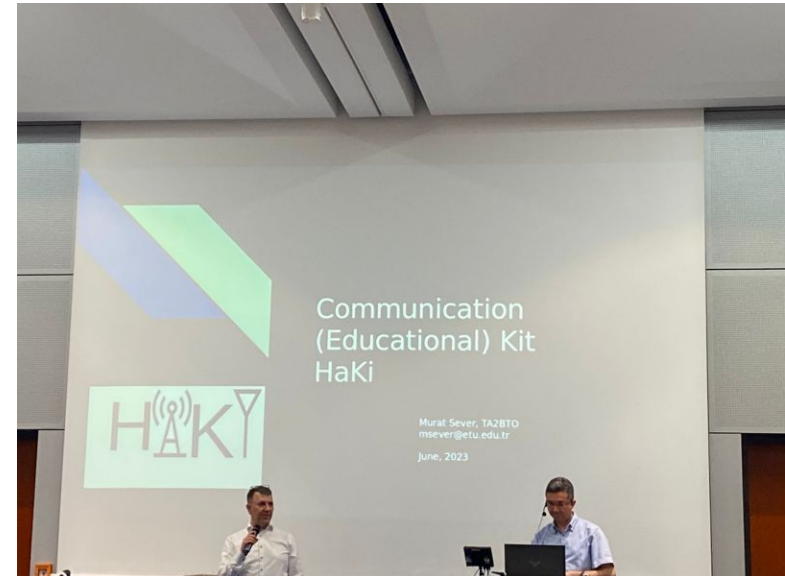 Communication
(Educational) Kit
HaKi
HAKY
Murat Sever, TA2BTO
msever@etu.edu.tr
June, 2023